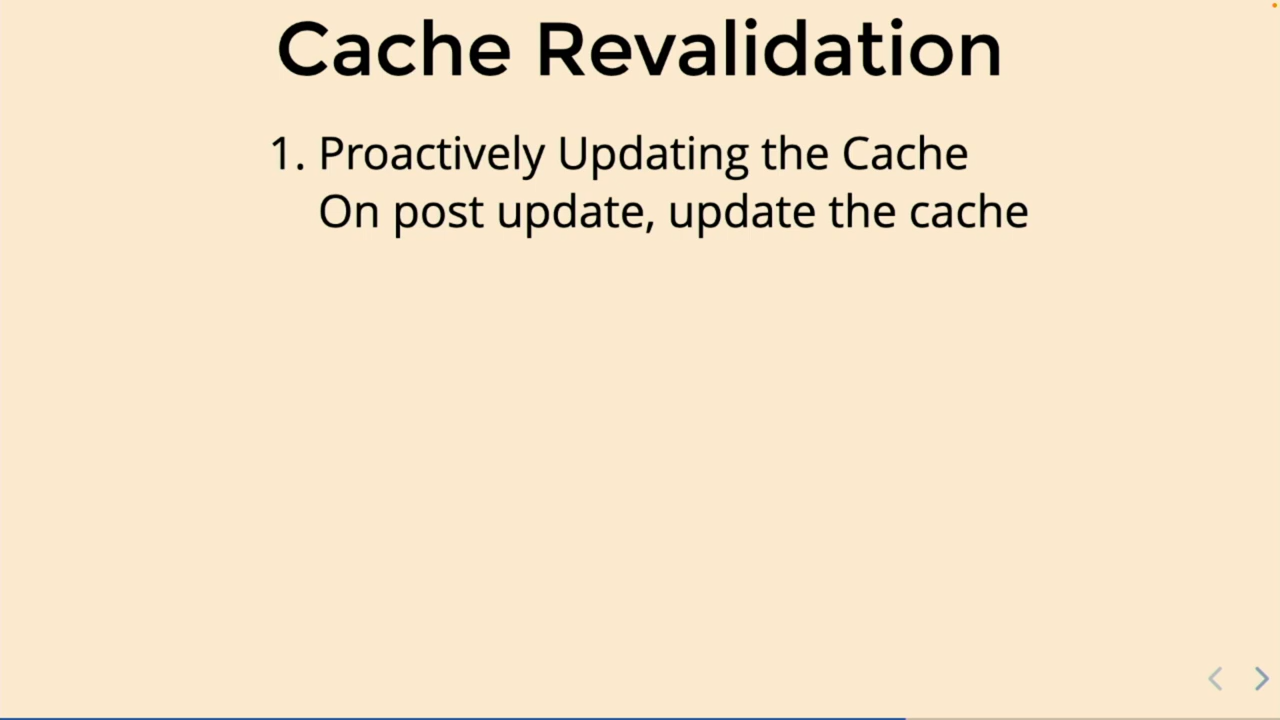 Cache Revalidation
1. Proactively Updating the Cache
On post update, update the cache